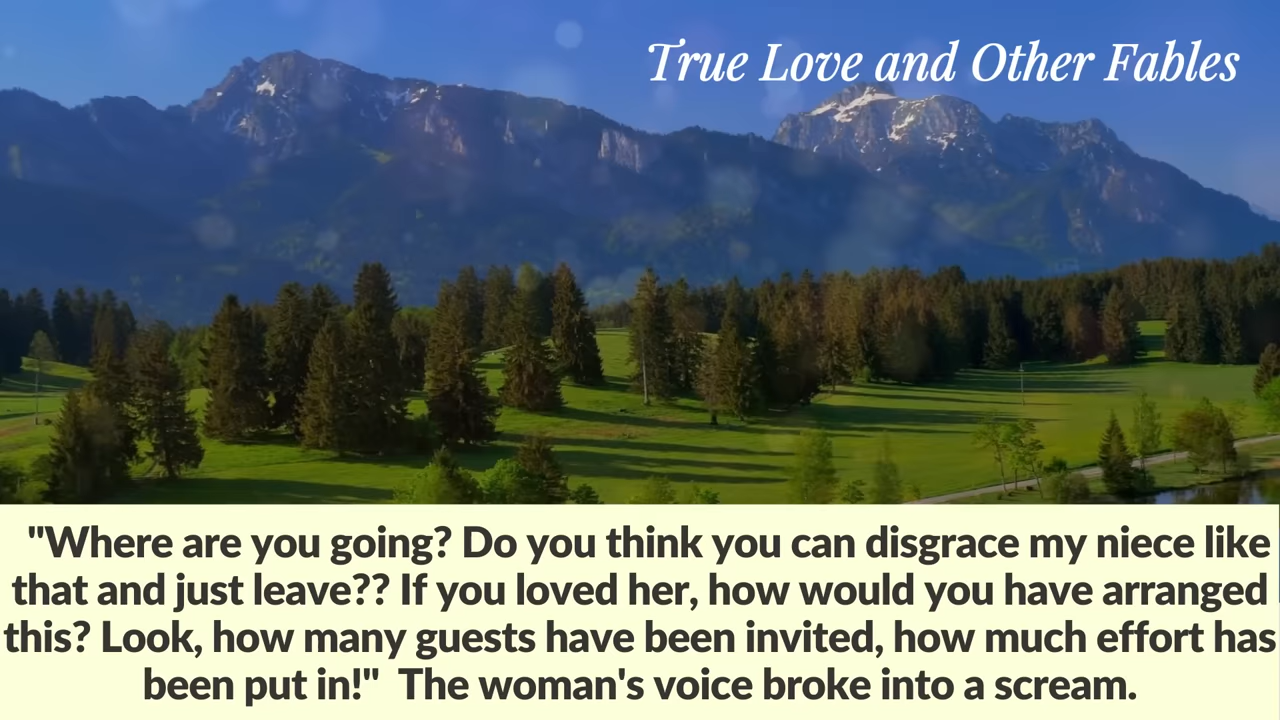 True Love and Other Fables
"Where are you going? Do you think you can disgrace my niece like
that and just leave?? If you loved her, how would you have arranged
this? Look, how many guests have been invited, how much effort has
been put in!"  The woman's voice broke into a scream.